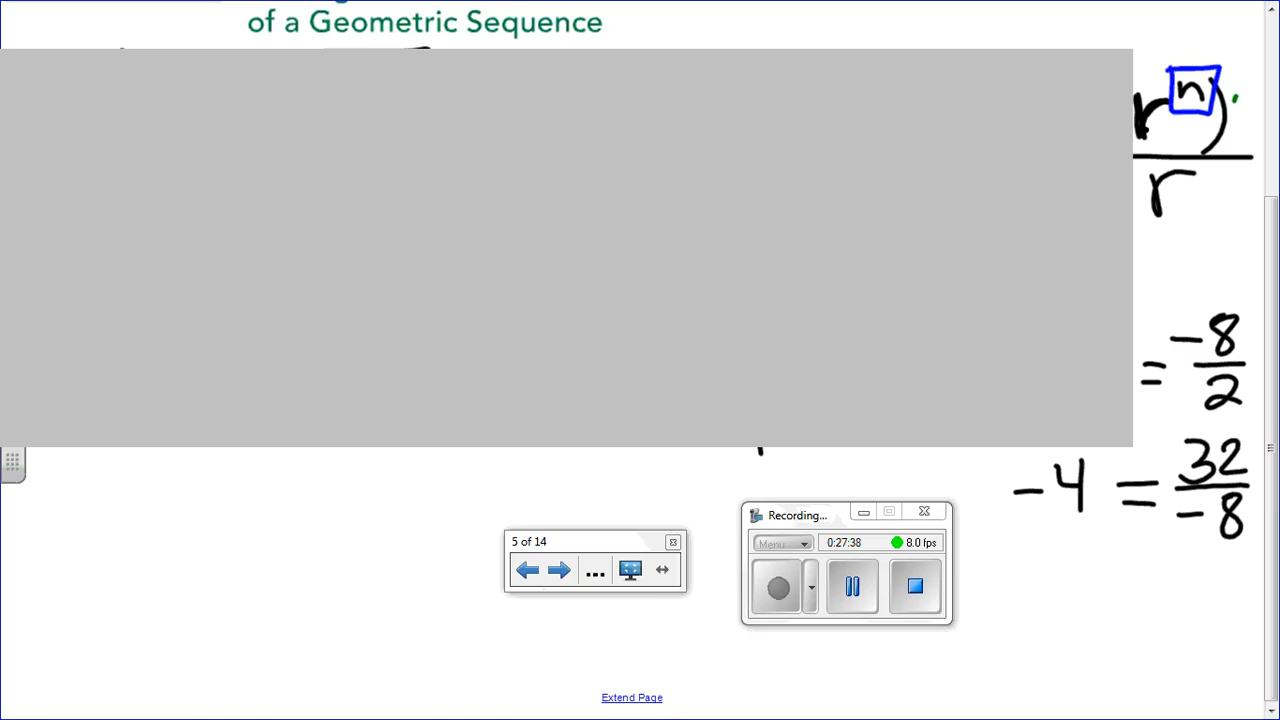 of a Geometric Sequence
r^n) ·
r
= -8/2
-4 = 32/-8
5 of 14
...
Recording...
Menu
0:27:38
8.0 fps
Extend Page